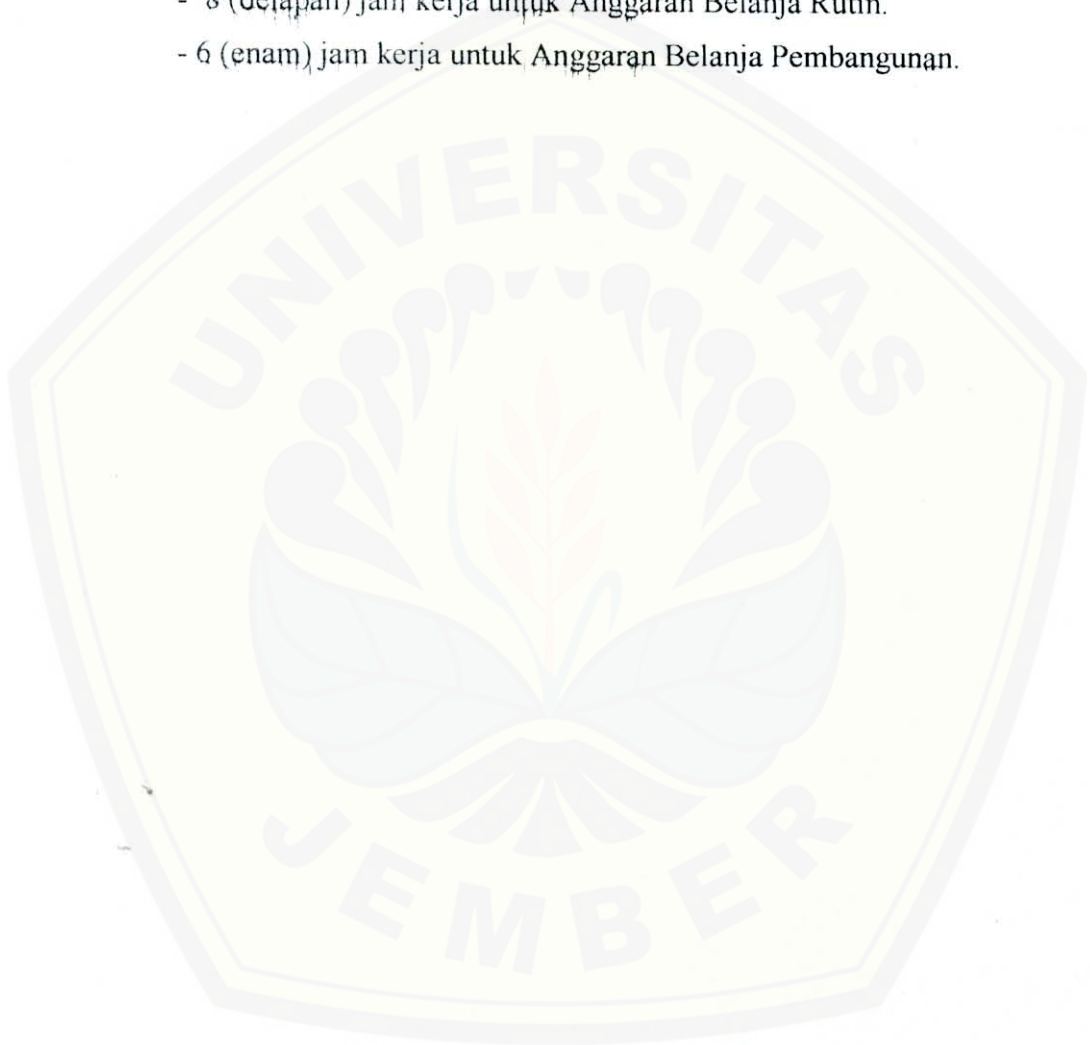 - 8 (delapan) jam kerja untuk Anggaran Belanja Rutin.
- 6 (enam) jam kerja untuk Anggaran Belanja Pembangunan.
UNIVERSITAS
JEMBER